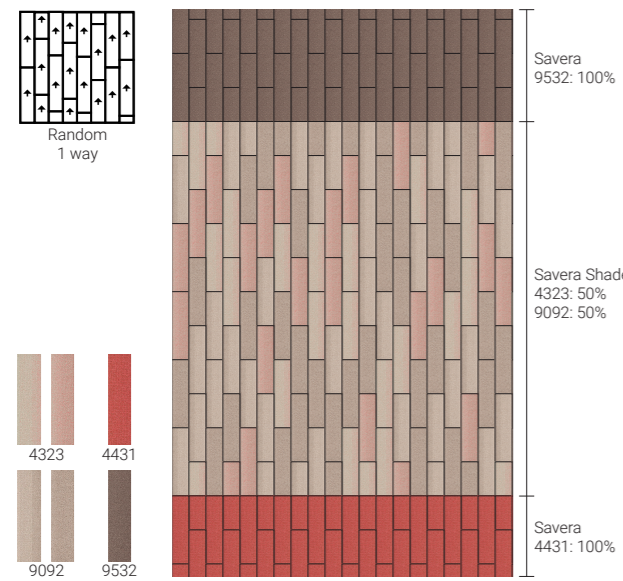 Random
1 way
Savera
9532: 100%
Savera Shade
4323: 50%
9092: 50%
4323
4431
9092
9532
Savera
4431: 100%